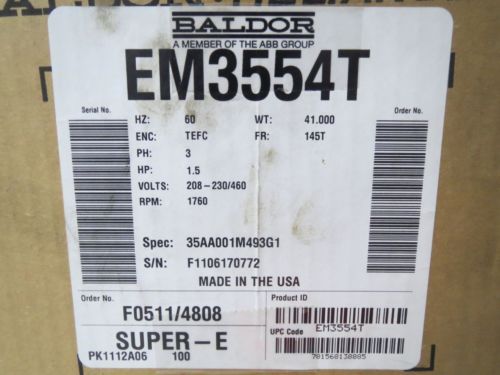 BALDOR
A MEMBER OF THE ABB GROUP
EM3554T
Serial No.
Order No.
HZ: 60 WT: 41.000
ENC: TEFC FR: 145T
PH: 3
HP: 1.5
VOLTS: 208-230/460
RPM: 1760
Spec: 35AA001M493G1
S/N: F1106170772
MADE IN THE USA
Order No.
F0511/4808
Product ID
EM3554T
SUPER-E
PK1112A06 100
UPC Code
781568138885